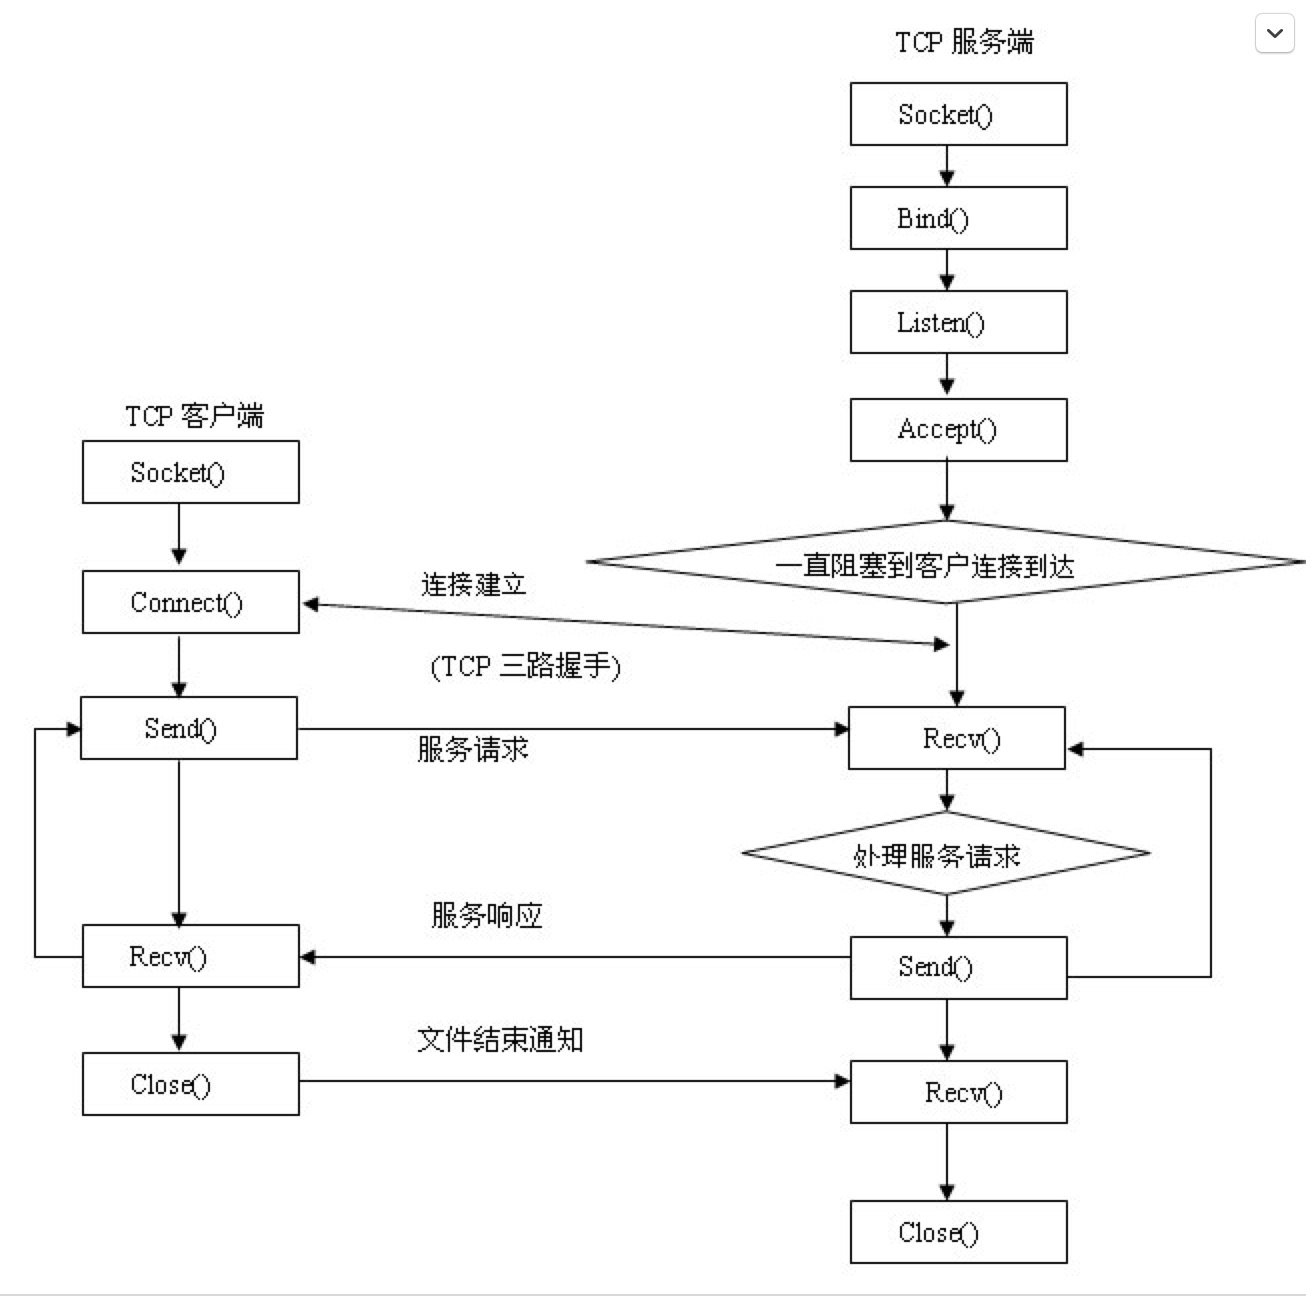 TCP 服务端
Socket()
Bind()
Listen()
Accept()
一直阻塞到客户连接到达
TCP 客户端
Socket()
Connect()
连接建立
(TCP 三路握手)
Send()
服务请求
Recv()
处理服务请求
服务响应
Recv()
Send()
文件结束通知
Close()
Recv()
Close()